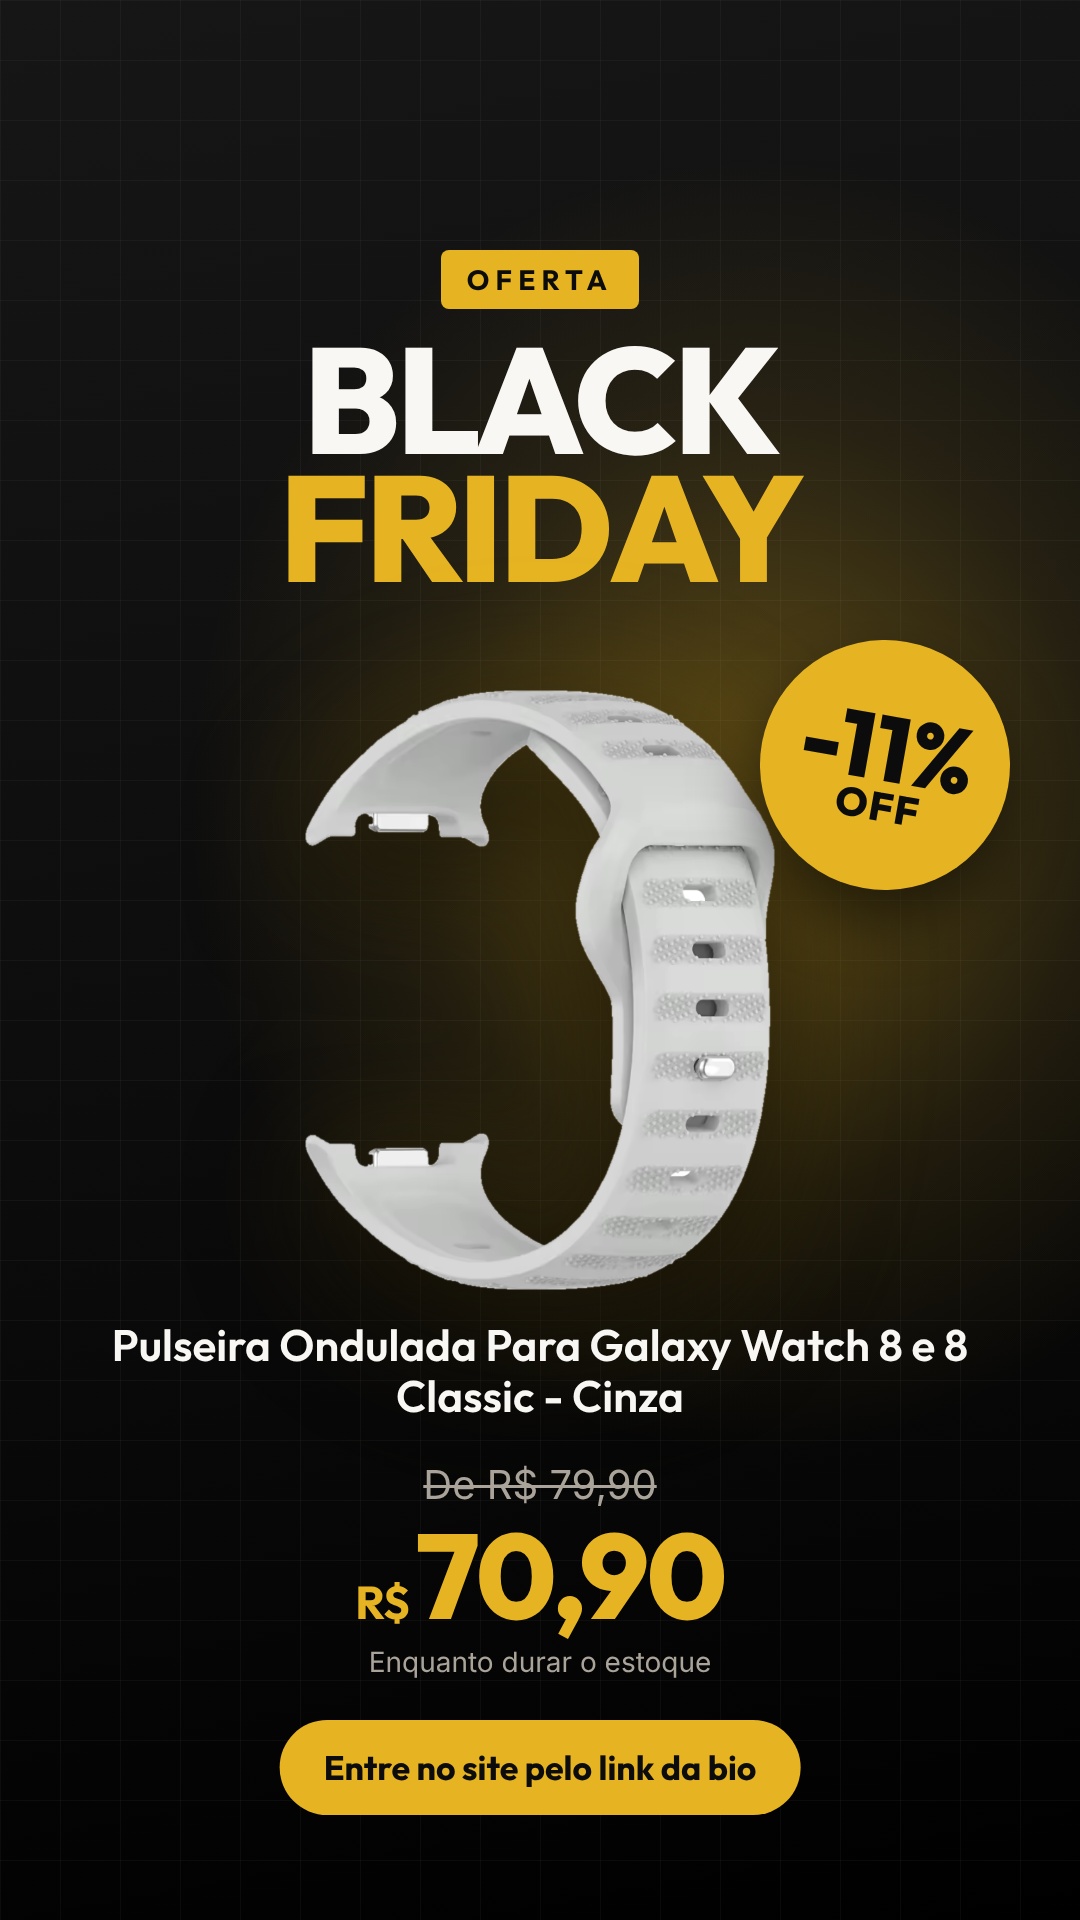 OFERTA
BLACK
FRIDAY
-11%
OFF
Pulseira Ondulada Para Galaxy Watch 8 e 8
Classic - Cinza
De R$ 79,90
R$ 70,90
Enquanto durar o estoque
Entre no site pelo link da bio